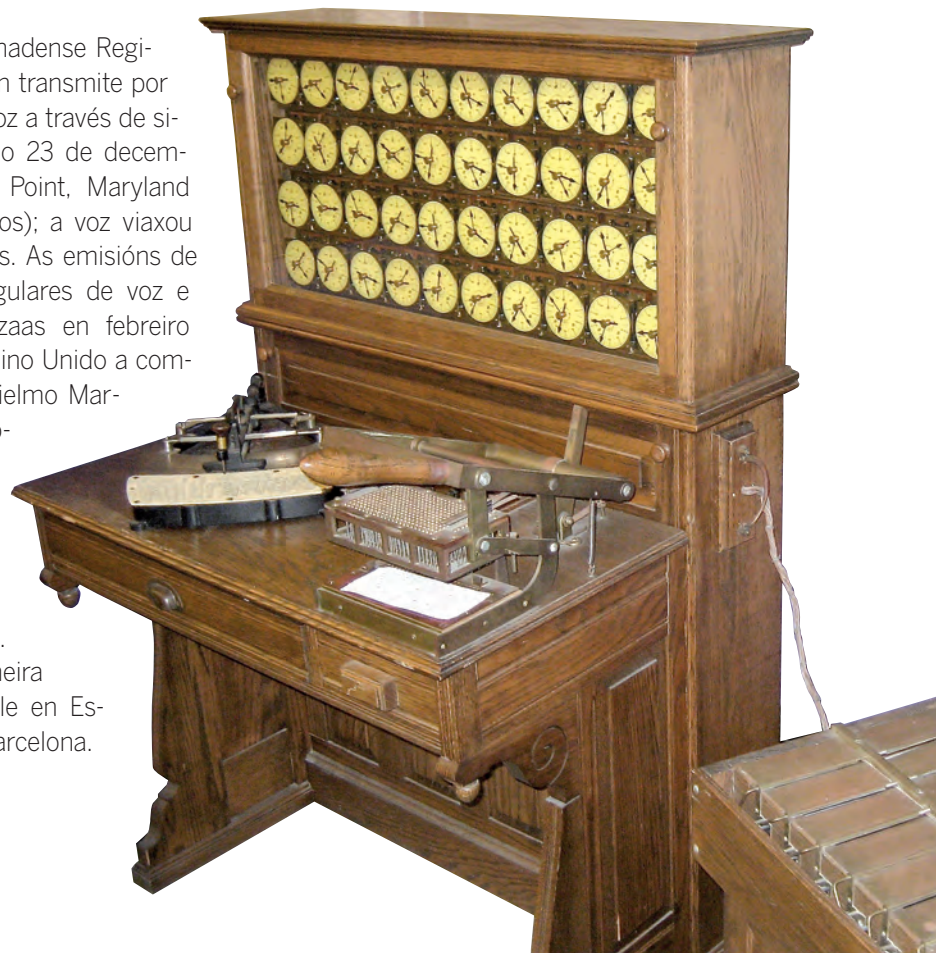 nadense Regi-
n transmite por
oz a través de si-
o 23 de decem-
Point, Maryland
os); a voz viaxou
s. As emisións de
gulares de voz e
zaas en febreiro
ino Unido a com-
ielmo Mar-
o-
.
neira
le en Es-
arcelona.